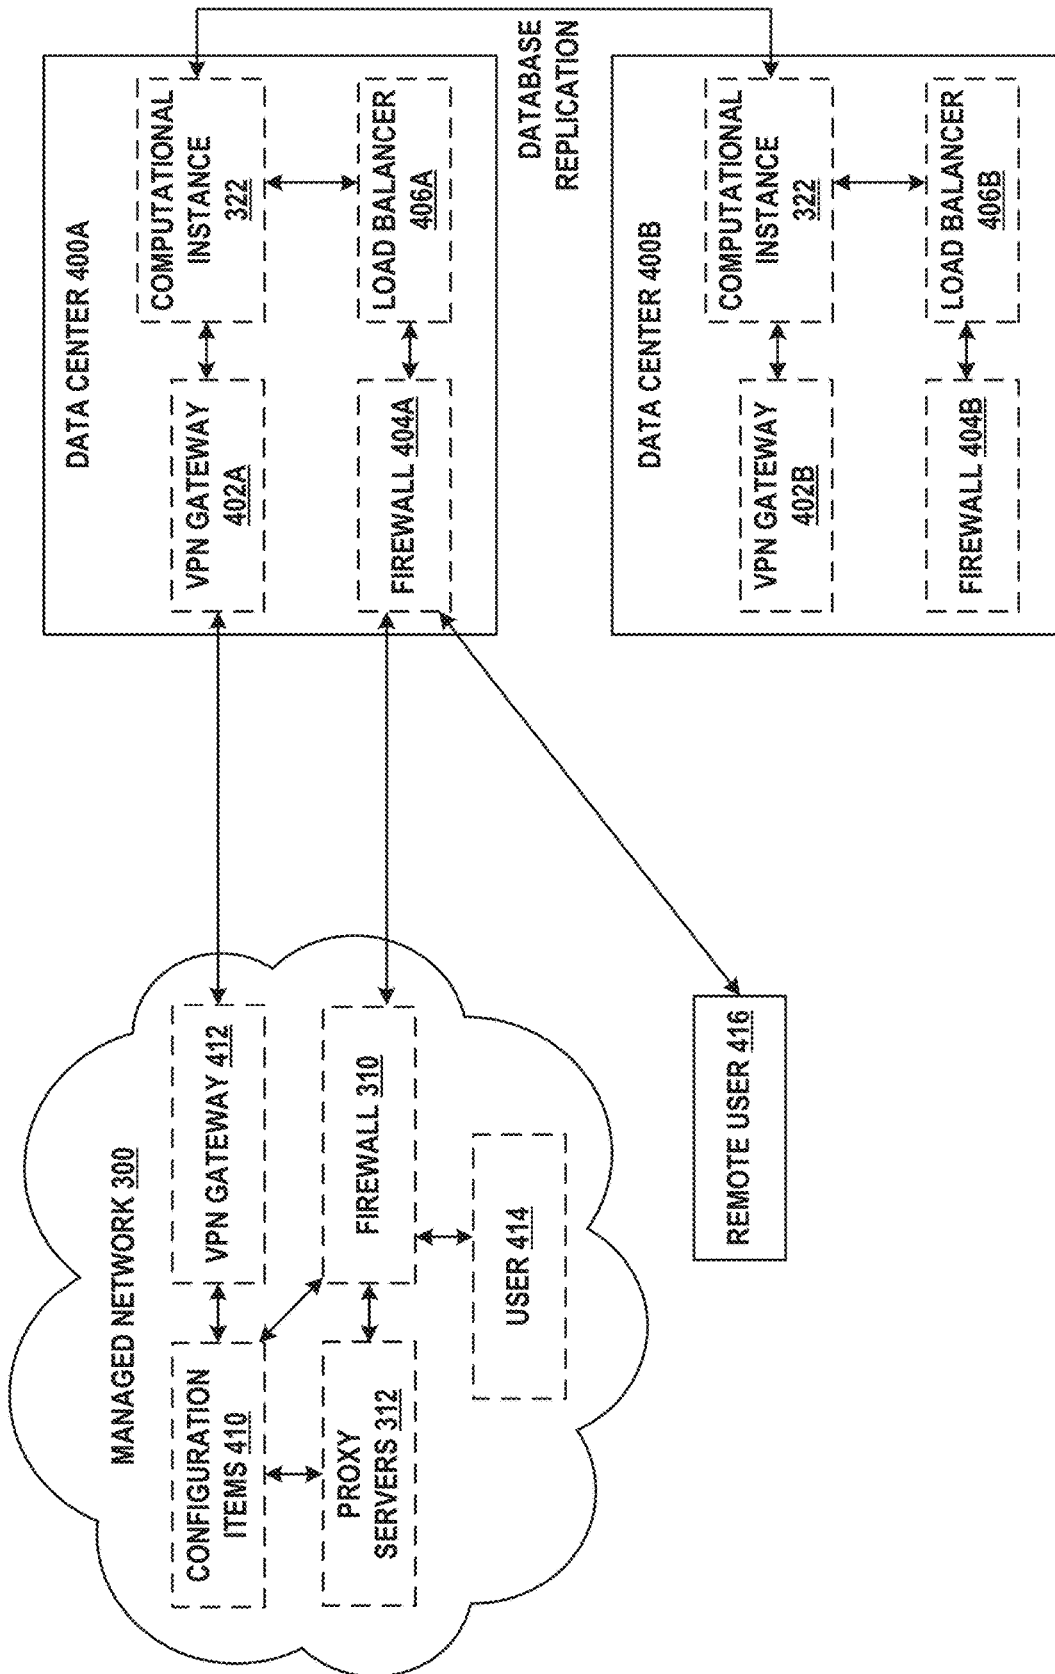 MANAGED NETWORK 300
CONFIGURATION
ITEMS 410
VPN GATEWAY 412
PROXY
SERVERS 312
FIREWALL 310
USER 414
REMOTE USER 416
DATA CENTER 400A
VPN GATEWAY
402A
COMPUTATIONAL
INSTANCE
322
FIREWALL 404A
LOAD BALANCER
406A
DATABASE
REPLICATION
DATA CENTER 400B
VPN GATEWAY
402B
COMPUTATIONAL
INSTANCE
322
FIREWALL 404B
LOAD BALANCER
406B